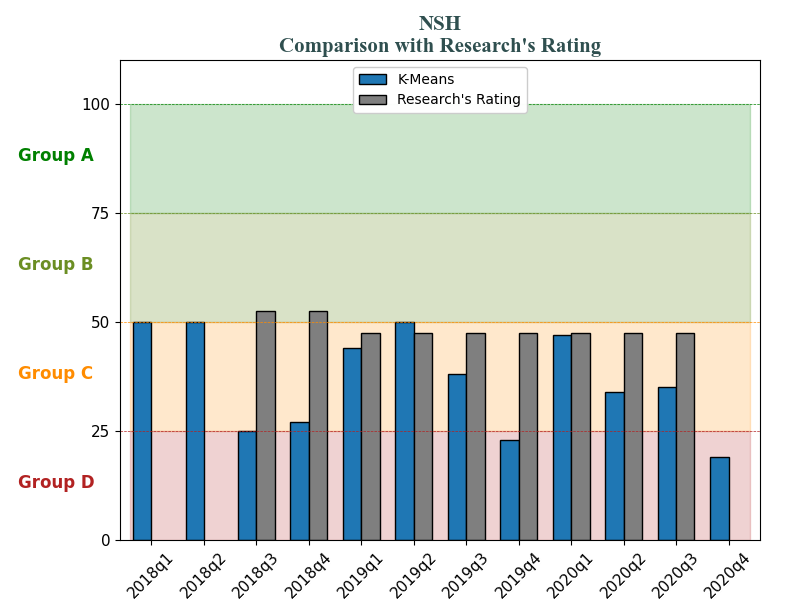 NSH
Comparison with Research's Rating
K-Means
Research's Rating
100
Group A
75
Group B
50
Group C
25
Group D
0
2018q1
2018q2
2018q3
2018q4
2019q1
2019q2
2019q3
2019q4
2020q1
2020q2
2020q3
2020q4